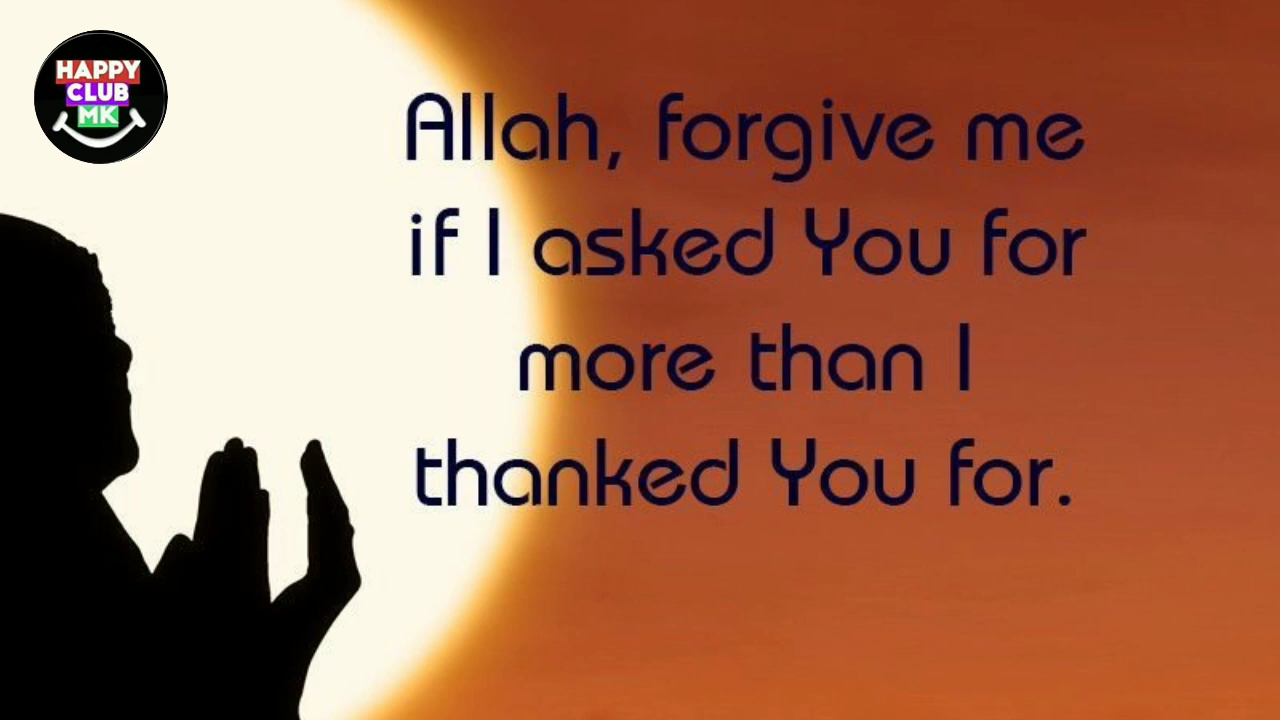 HAPPY
CLUB
MK
Allah, forgive me
if I asked You for
more than I
thanked You for.